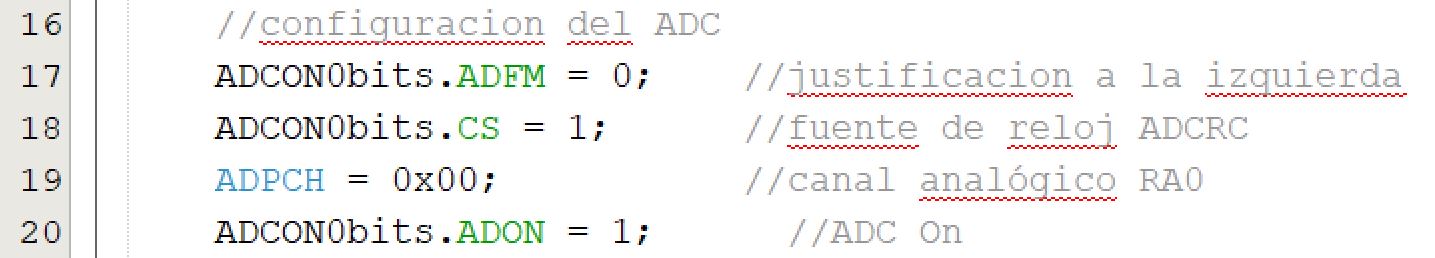 16 //configuracion del ADC
17 ADCON0bits.ADFM = 0; //justificacion a la izquierda
18 ADCON0bits.CS = 1; //fuente de reloj ADCRC
19 ADPCH = 0x00; //canal analógico RA0
20 ADCON0bits.ADON = 1; //ADC On